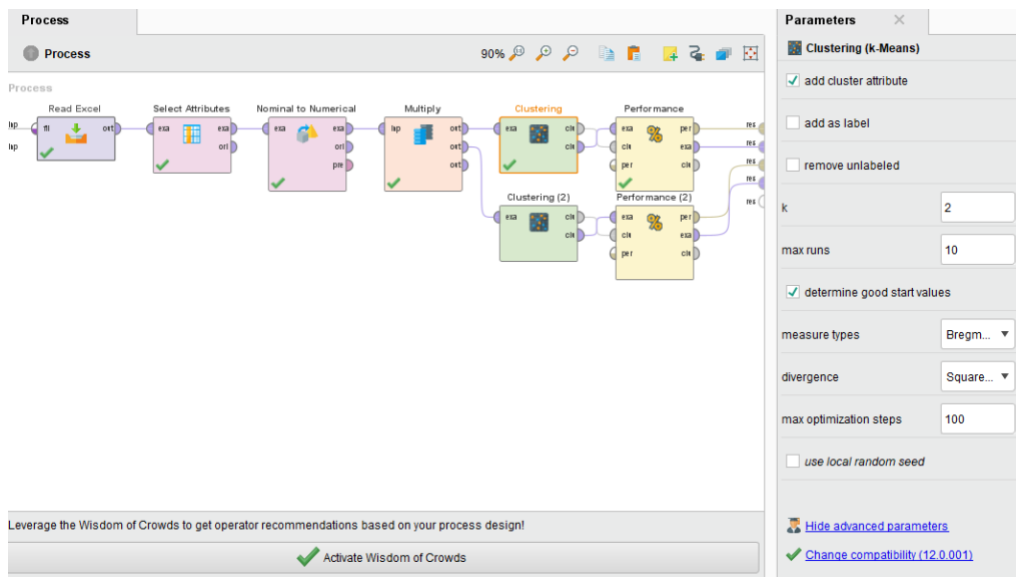 Process
Process
90%
Process
Read Excel
Select Attributes
Nominal to Numerical
Multiply
Clustering
Performance
inp
fil
out
exa
exa
ori
exa
exa
ori
pre
inp
out
out
out
exa
clu
clu
exa
clu
per
per
exa
clu
res
res
res
res
res
inp
Clustering (2)
Performance (2)
exa
clu
clu
exa
clu
per
per
exa
clu
Leverage the Wisdom of Crowds to get operator recommendations based on your process design!
Activate Wisdom of Crowds
Parameters
Clustering (k-Means)
add cluster attribute
add as label
remove unlabeled
k
2
max runs
10
determine good start values
measure types
Bregm...
divergence
Square...
max optimization steps
100
use local random seed
Hide advanced parameters
Change compatibility (12.0.001)